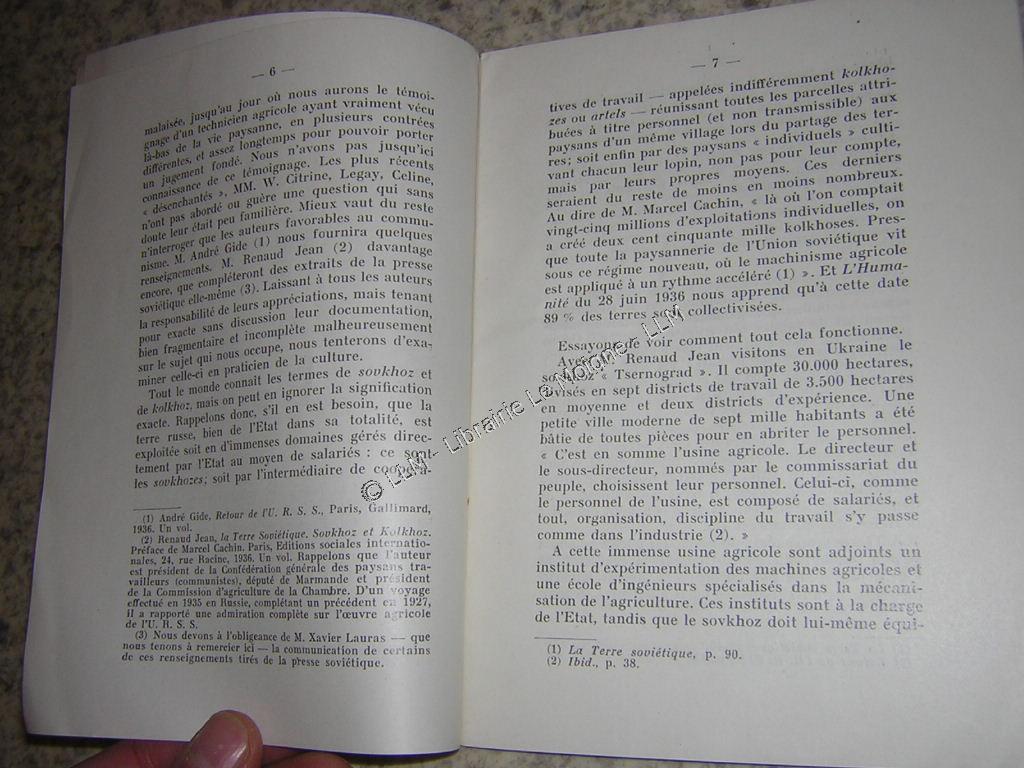 — 6 —
malaisée, jusqu'au jour où nous aurons le témoi-
gnage d'un technicien agricole ayant vraiment vécu
là-bas de la vie paysanne, en plusieurs contrées
différentes, et assez longtemps pour pouvoir porter
un jugement fondé. Nous n'avons pas jusqu'ici
connaissance de ce témoignage. Les plus récents
« désenchantés », MM. W. Citrine, Legay, Celine,
n'ont pas abordé ou guère une question qui sans
doute leur était peu familière. Mieux vaut du reste
n'interroger que les auteurs favorables au commu-
nisme. M. André Gide (1) nous fournira quelques
renseignements. M. Renaud Jean (2) davantage
encore, que compléteront des extraits de la presse
soviétique elle-même (3). Laissant à tous les auteurs
la responsabilité de leurs appréciations, mais tenant
pour exacte sans discussion leur documentation,
bien fragmentaire et incomplète malheureusement
sur le sujet qui nous occupe, nous tenterons d'exa-
miner celle-ci en praticien de la culture.
Tout le monde connaît les termes de sovkhoz et
de kolkhoz, mais on peut en ignorer la signification
exacte. Rappelons donc, s'il en est besoin, que la
terre russe, bien de l'Etat dans sa totalité, est
exploitée soit en d'immenses domaines gérés direc-
tement par l'Etat au moyen de salariés : ce sont
les sovkhozes; soit par l'intermédiaire de coopéra-
(1) André Gide, Retour de l'U. R. S. S., Paris, Gallimard,
1936. Un vol.
(2) Renaud Jean, la Terre Soviétique. Sovkhoz et Kolkhoz.
Préface de Marcel Cachin. Paris, Editions sociales internatio-
nales, 24, rue Racine, 1936. Un vol. Rappelons que l'auteur
est président de la Confédération générale des paysans tra-
vailleurs (communistes), député de Marmande et président
de la Commission d'agriculture de la Chambre. D'un voyage
effectué en 1935 en Russie, complétant un précédent en 1927,
il a rapporté une admiration complète sur l'œuvre agricole
de l'U. R. S. S.
(3) Nous devons à l'obligeance de M. Xavier Lauras — que
nous tenons à remercier ici — la communication de certains
de ces renseignements tirés de la presse soviétique.
— 7 —
tives de travail — appelées indifféremment kolkho-
zes ou artels — réunissant toutes les parcelles attri-
buées à titre personnel (et non transmissible) aux
paysans d'un même village lors du partage des ter-
res; soit enfin par des paysans « individuels » culti-
vant chacun leur lopin, non pas pour leur compte,
mais par leurs propres moyens. Ces derniers
seraient du reste de moins en moins nombreux.
Au dire de M. Marcel Cachin, « là où l'on comptait
vingt-cinq millions d'exploitations individuelles, on
a créé deux cent cinquante mille kolkhoses. Pres-
que toute la paysannerie de l'Union soviétique vit
sous ce régime nouveau, où le machinisme agricole
est appliqué à un rythme accéléré (1) ». Et L'Huma-
nité du 28 juin 1936 nous apprend qu'à cette date
89 % des terres sont collectivisées.
Essayons de voir comment tout cela fonctionne.
Avec M. Renaud Jean visitons en Ukraine le
sovkhoz « Tsernograd ». Il compte 30.000 hectares,
divisés en sept districts de travail de 3.500 hectares
en moyenne et deux districts d'expérience. Une
petite ville moderne de sept mille habitants a été
bâtie de toutes pièces pour en abriter le personnel.
« C'est en somme l'usine agricole. Le directeur et
le sous-directeur, nommés par le commissariat du
peuple, choisissent leur personnel. Celui-ci, comme
le personnel de l'usine, est composé de salariés, et
tout, organisation, discipline du travail s'y passe
comme dans l'industrie (2). »
A cette immense usine agricole sont adjoints un
institut d'expérimentation des machines agricoles et
une école d'ingénieurs spécialisés dans la mécani-
sation de l'agriculture. Ces instituts sont à la charge
de l'Etat, tandis que le sovkhoz doit lui-même équi-
(1) La Terre soviétique, p. 90.
(2) Ibid., p. 38.
© LLM - Librairie Le Moione - LLM